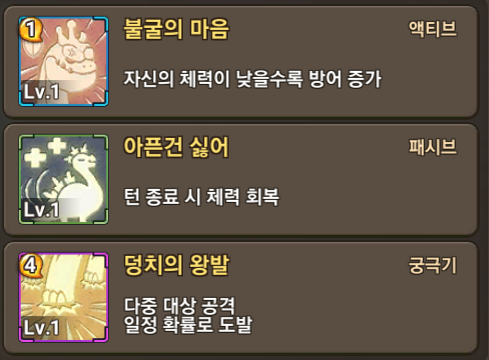 1
불굴의 마음
액티브
자신의 체력이 낮을수록 방어 증가
Lv.1
아픈건 싫어
패시브
턴 종료 시 체력 회복
Lv.1
4
덩치의 왕발
궁극기
다중 대상 공격
일정 확률로 도발
Lv.1